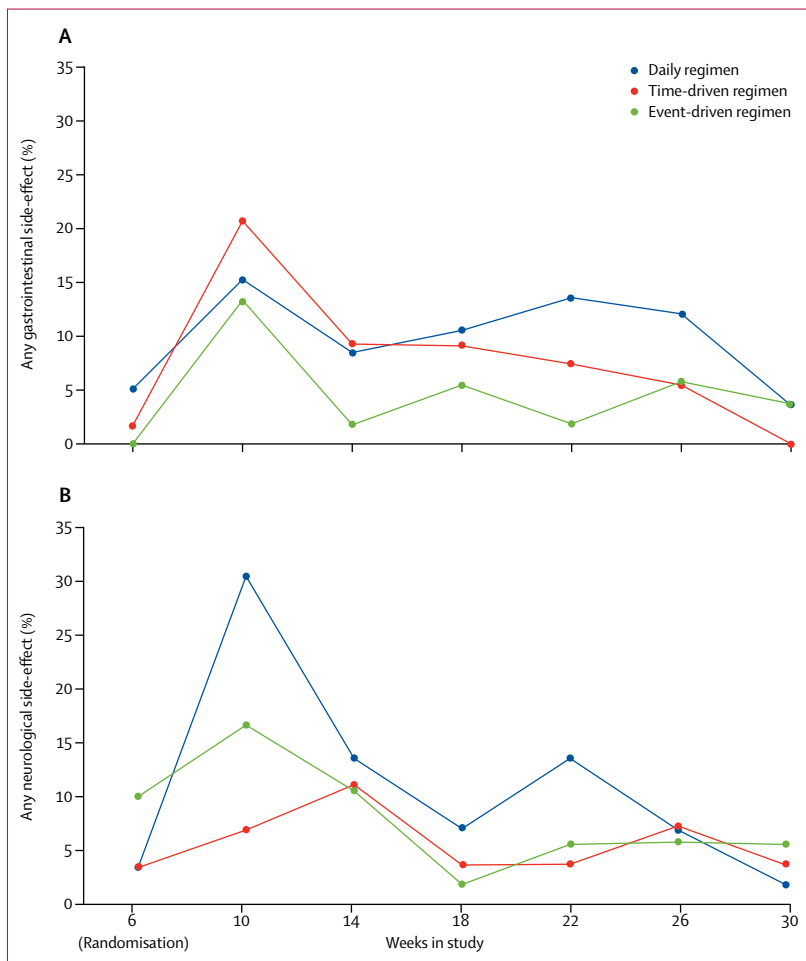 A
35
30
25
20
15
10
5
0
Any gastrointestinal side-effect (%)
Daily regimen
Time-driven regimen
Event-driven regimen
B
35
30
25
20
15
10
5
0
Any neurological side-effect (%)
6 10 14 18 22 26 30
(Randomisation)
Weeks in study